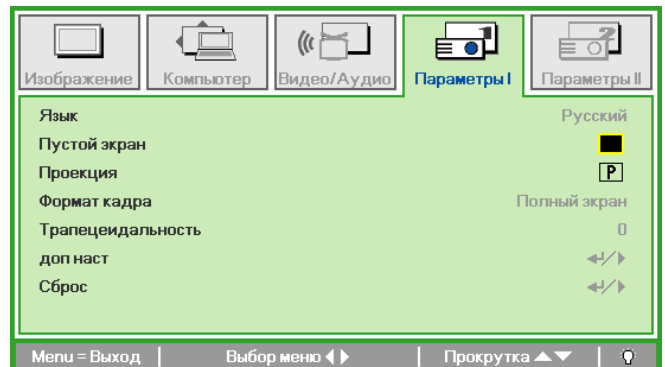 Изображение
Компьютер
Видео/Аудио
Параметры I
Параметры II
Язык Русский
Пустой экран
Проекция P
Формат кадра Полный экран
Трапецеидальность 0
доп наст
Сброс
Menu = Выход Выбор меню Прокрутка